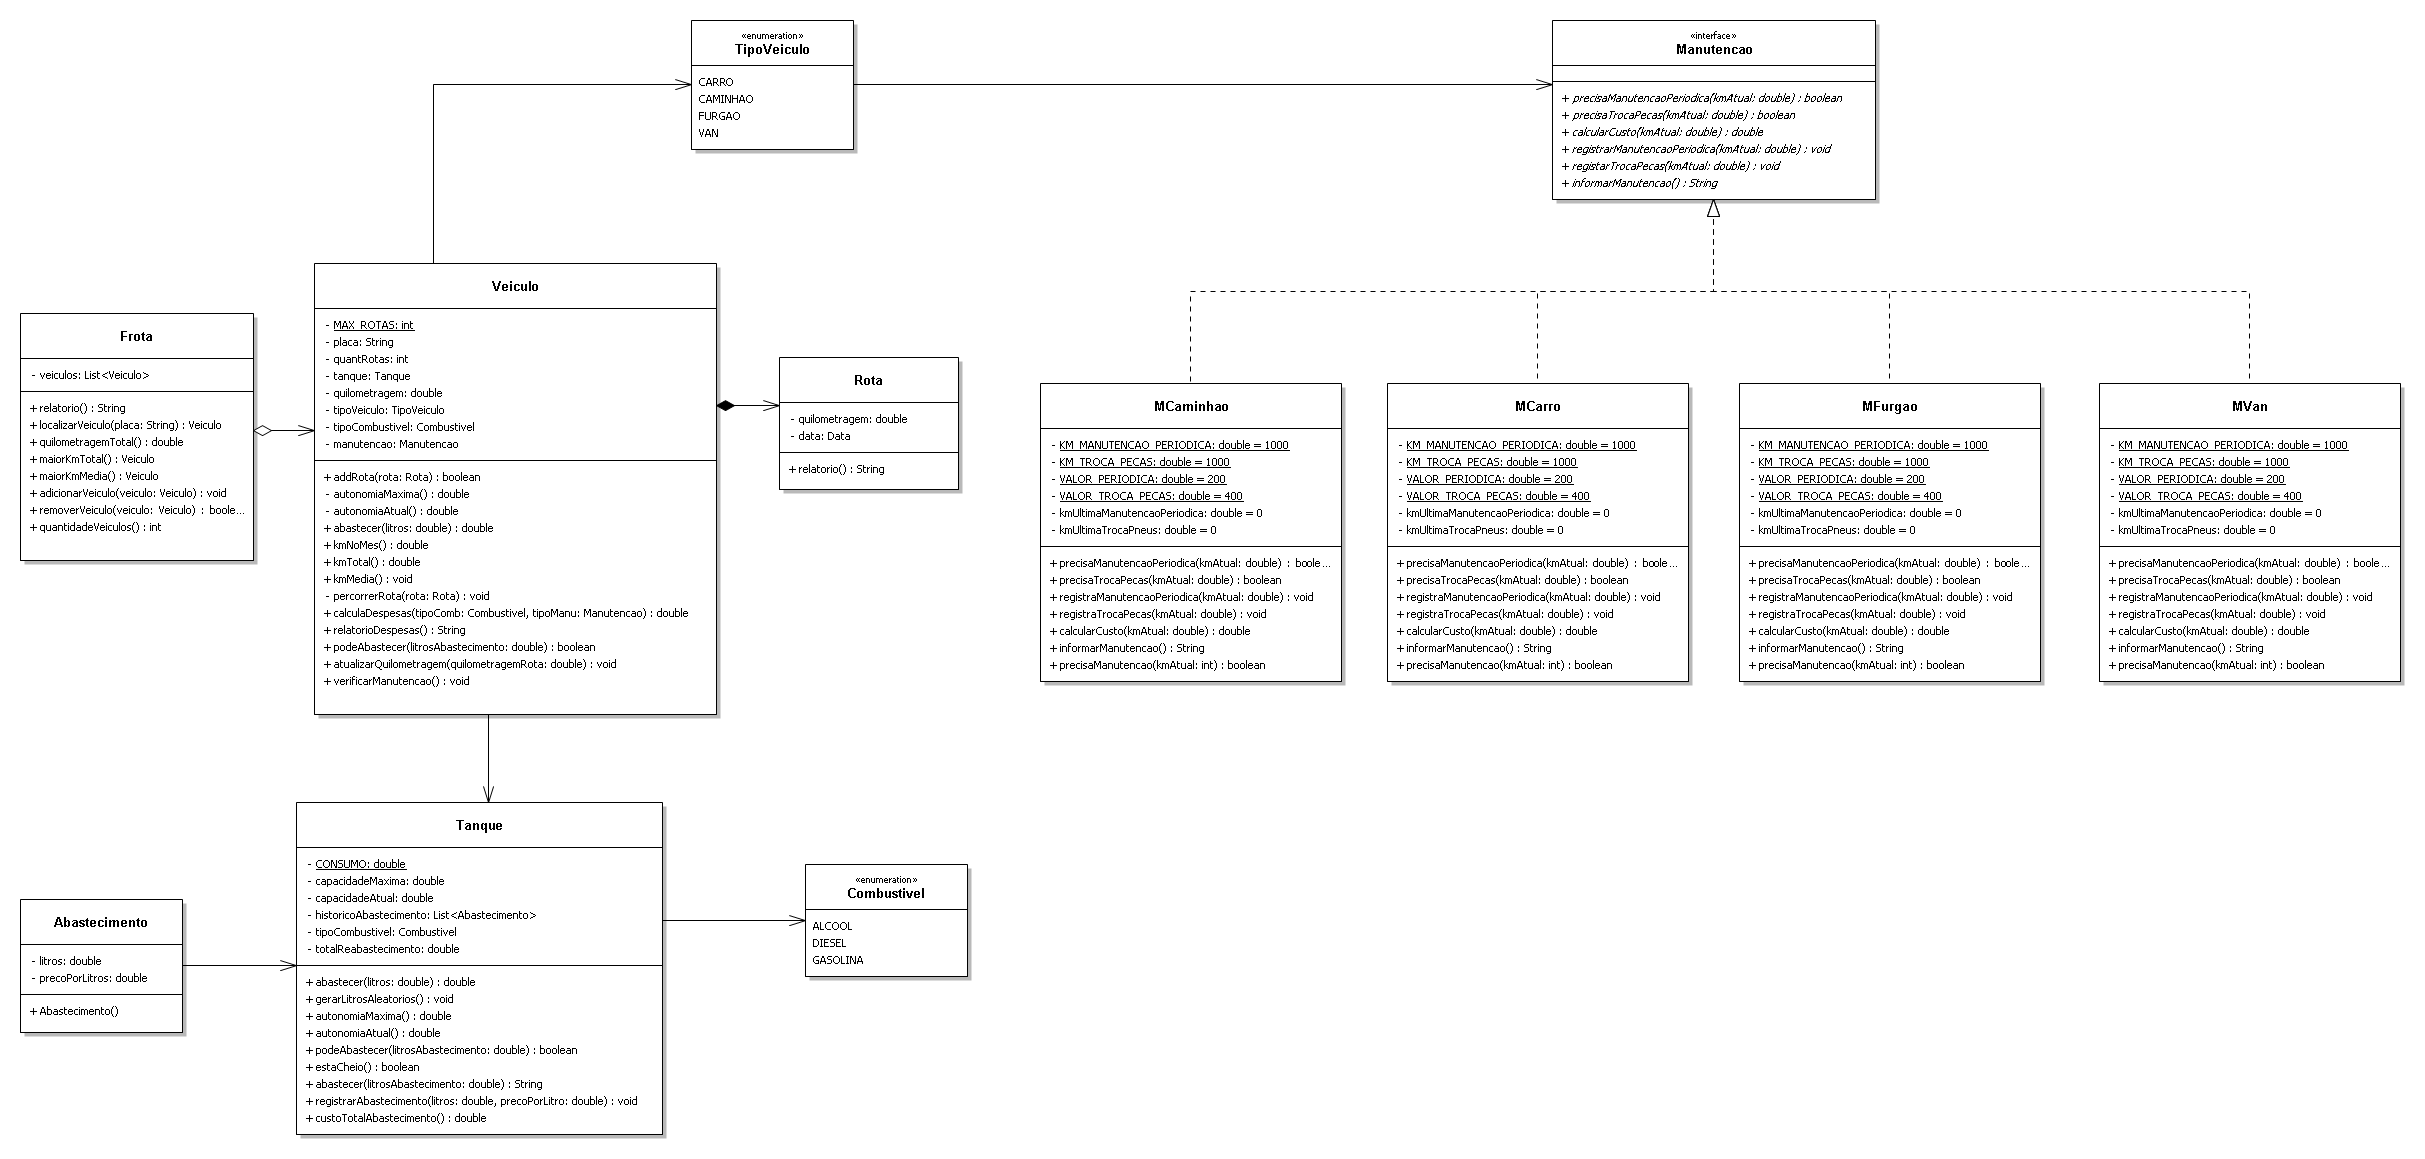 «enumeration»
TipoVeiculo
CARRO
CAMINHAO
FURGAO
VAN
«interface»
Manutencao
+ precisaManutencaoPeriodica(kmAtual: double) : boolean
+ precisaTrocaPecas(kmAtual: double) : boolean
+ calcularCusto(kmAtual: double) : double
+ registrarManutencaoPeriodica(kmAtual: double) : void
+ registarTrocaPecas(kmAtual: double) : void
+ informarManutencao() : String
Frota
- veiculos: List<Veiculo>
+ relatorio() : String
+ localizarVeiculo(placa: String) : Veiculo
+ quilometragemTotal() : double
+ maiorKmTotal() : Veiculo
+ maiorKmMedia() : Veiculo
+ adicionarVeiculo(veiculo: Veiculo) : void
+ removerVeiculo(veiculo: Veiculo) : boole...
+ quantidadeVeiculos() : int
Veiculo
- MAX_ROTAS: int
- placa: String
- quantRotas: int
- tanque: Tanque
- quilometragem: double
- tipoVeiculo: TipoVeiculo
- tipoCombustivel: Combustivel
- manutencao: Manutencao
+ addRota(rota: Rota) : boolean
- autonomiaMaxima() : double
- autonomiaAtual() : double
+ abastecer(litros: double) : double
+ kmNoMes() : double
+ kmTotal() : double
+ kmMedia() : void
- percorrerRota(rota: Rota) : void
+ calculaDespesas(tipoComb: Combustivel, tipoManu: Manutencao) : double
+ relatorioDespesas() : String
+ podeAbastecer(litrosAbastecimento: double) : boolean
+ atualizarQuilometragem(quilometragemRota: double) : void
+ verificarManutencao() : void
Rota
- quilometragem: double
- data: Data
+ relatorio() : String
MCaminhao
- KM_MANUTENCAO_PERIODICA: double = 1000
- KM_TROCA_PECAS: double = 1000
- VALOR_PERIODICA: double = 200
- VALOR_TROCA_PECAS: double = 400
- kmUltimaManutencaoPeriodica: double = 0
- kmUltimaTrocaPneus: double = 0
+ precisaManutencaoPeriodica(kmAtual: double) : boole...
+ precisaTrocaPecas(kmAtual: double) : boolean
+ registraManutencaoPeriodica(kmAtual: double) : void
+ registraTrocaPecas(kmAtual: double) : void
+ calcularCusto(kmAtual: double) : double
+ informarManutencao() : String
+ precisaManutencao(kmAtual: int) : boolean
MCarro
- KM_MANUTENCAO_PERIODICA: double = 1000
- KM_TROCA_PECAS: double = 1000
- VALOR_PERIODICA: double = 200
- VALOR_TROCA_PECAS: double = 400
- kmUltimaManutencaoPeriodica: double = 0
- kmUltimaTrocaPneus: double = 0
+ precisaManutencaoPeriodica(kmAtual: double) : boole...
+ precisaTrocaPecas(kmAtual: double) : boolean
+ registraManutencaoPeriodica(kmAtual: double) : void
+ registraTrocaPecas(kmAtual: double) : void
+ calcularCusto(kmAtual: double) : double
+ informarManutencao() : String
+ precisaManutencao(kmAtual: int) : boolean
MFurgao
- KM_MANUTENCAO_PERIODICA: double = 1000
- KM_TROCA_PECAS: double = 1000
- VALOR_PERIODICA: double = 200
- VALOR_TROCA_PECAS: double = 400
- kmUltimaManutencaoPeriodica: double = 0
- kmUltimaTrocaPneus: double = 0
+ precisaManutencaoPeriodica(kmAtual: double) : boole...
+ precisaTrocaPecas(kmAtual: double) : boolean
+ registraManutencaoPeriodica(kmAtual: double) : void
+ registraTrocaPecas(kmAtual: double) : void
+ calcularCusto(kmAtual: double) : double
+ informarManutencao() : String
+ precisaManutencao(kmAtual: int) : boolean
MVan
- KM_MANUTENCAO_PERIODICA: double = 1000
- KM_TROCA_PECAS: double = 1000
- VALOR_PERIODICA: double = 200
- VALOR_TROCA_PECAS: double = 400
- kmUltimaManutencaoPeriodica: double = 0
- kmUltimaTrocaPneus: double = 0
+ precisaManutencaoPeriodica(kmAtual: double) : boole...
+ precisaTrocaPecas(kmAtual: double) : boolean
+ registraManutencaoPeriodica(kmAtual: double) : void
+ registraTrocaPecas(kmAtual: double) : void
+ calcularCusto(kmAtual: double) : double
+ informarManutencao() : String
+ precisaManutencao(kmAtual: int) : boolean
Abastecimento
- litros: double
- precoPorLitros: double
+ Abastecimento()
Tanque
- CONSUMO: double
- capacidadeMaxima: double
- capacidadeAtual: double
- historicoAbastecimento: List<Abastecimento>
- tipoCombustivel: Combustivel
- totalReabastecimento: double
+ abastecer(litros: double) : double
+ gerarLitrosAleatorios() : void
+ autonomiaMaxima() : double
+ autonomiaAtual() : double
+ podeAbastecer(litrosAbastecimento: double) : boolean
+ estaCheio() : boolean
+ abastecer(litrosAbastecimento: double) : String
+ registrarAbastecimento(litros: double, precoPorLitro: double) : void
+ custoTotalAbastecimento() : double
«enumeration»
Combustivel
ALCOOL
DIESEL
GASOLINA